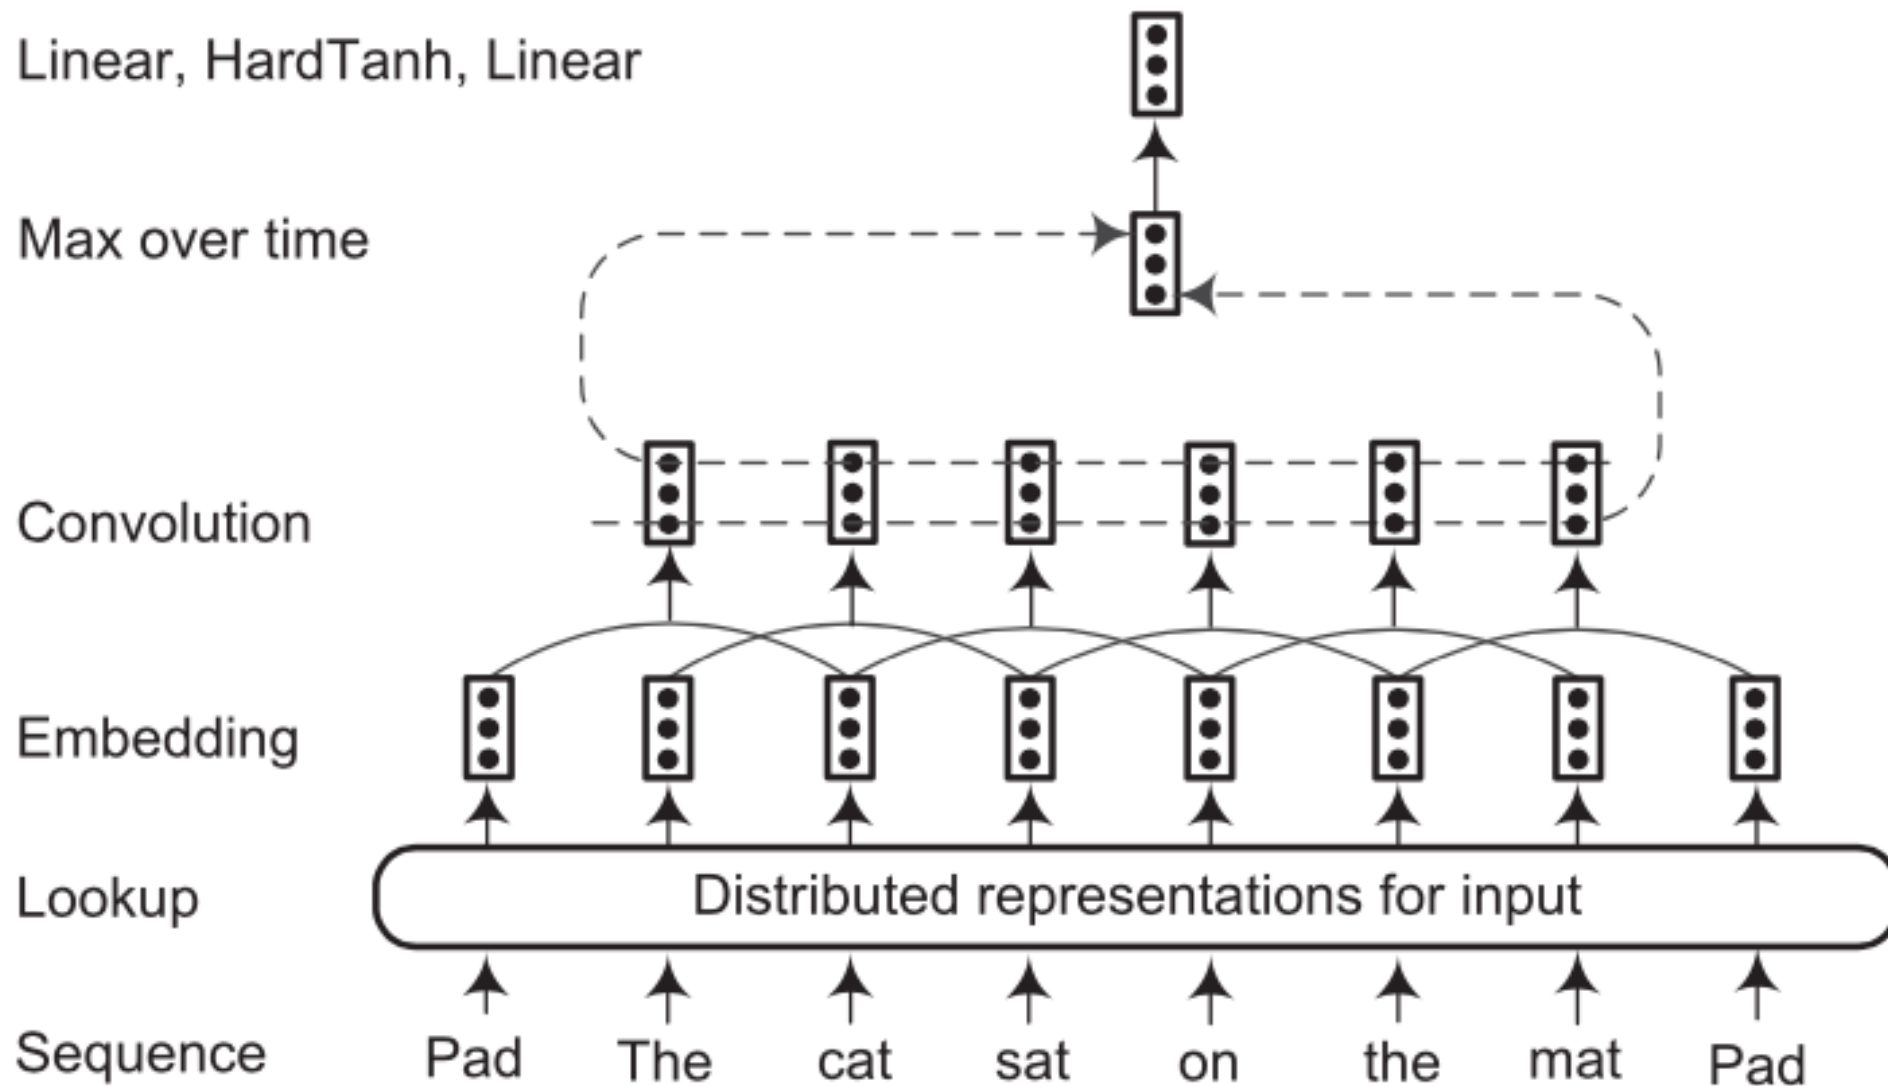 Linear, HardTanh, Linear
Max over time
Convolution
Embedding
Lookup
Distributed representations for input
Sequence Pad The cat sat on the mat Pad